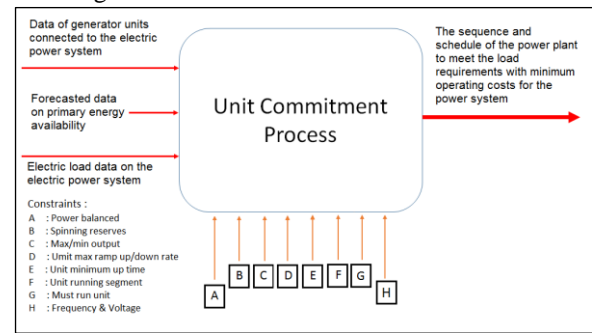 Data of generator units
connected to the electric
power system
Forecasted data
on primary energy
availability
Electric load data on the
electric power system
Unit Commitment
Process
The sequence and
schedule of the power plant
to meet the load
requirements with minimum
operating costs for the
power system
Constraints :
A : Power balanced
B : Spinning reserves
C : Max/min output
D : Umit max ramp up/down rate
E : Unit minimum up time
F : Unit running segment
G : Must run unit
H : Frequency & Voltage
A
B
C
D
E
F
G
H